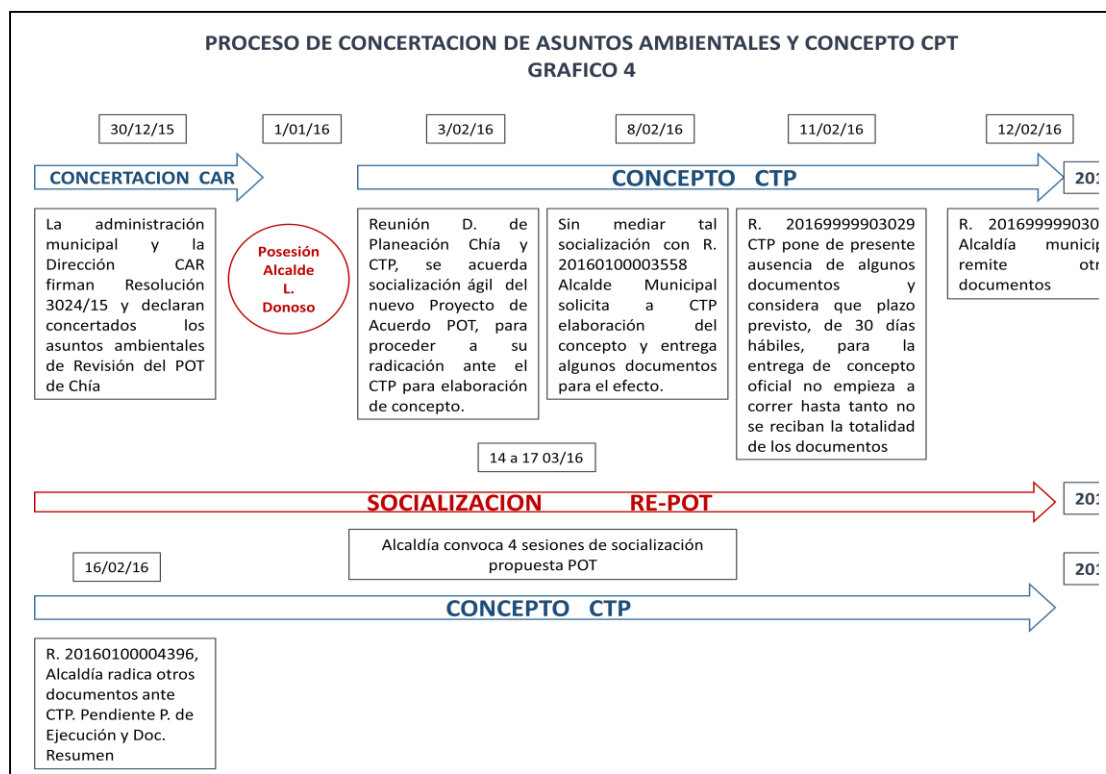 PROCESO DE CONCERTACION DE ASUNTOS AMBIENTALES Y CONCEPTO CPT
GRAFICO 4
30/12/15
1/01/16
3/02/16
8/02/16
11/02/16
12/02/16
CONCERTACION CAR
CONCEPTO CTP
201
La administración
municipal y la
Dirección CAR
firman Resolución
3024/15 y declaran
concertados los
asuntos ambientales
de Revisión del POT
de Chía
Posesión
Alcalde
L.
Donoso
Reunión D. de
Planeación Chía y
CTP, se acuerda
socialización ágil del
nuevo Proyecto de
Acuerdo POT, para
proceder a su
radicación ante el
CTP para elaboración
de concepto.
Sin mediar tal
socialización con R.
20160100003558
Alcalde Municipal
solicita a CTP
elaboración del
concepto y entrega
algunos documentos
para el efecto.
R. 20169999903029
CTP pone de presente
ausencia de algunos
documentos y
considera que plazo
previsto, de 30 días
hábiles, para la
entrega de concepto
oficial no empieza a
correr hasta tanto no
se reciban la totalidad
de los documentos
R. 201699999030
Alcaldía municip
remite otr
documentos
14 a 17 03/16
SOCIALIZACION RE-POT
201
Alcaldía convoca 4 sesiones de socialización
propuesta POT
16/02/16
201
CONCEPTO CTP
R. 20160100004396,
Alcaldía radica otros
documentos ante
CTP. Pendiente P. de
Ejecución y Doc.
Resumen